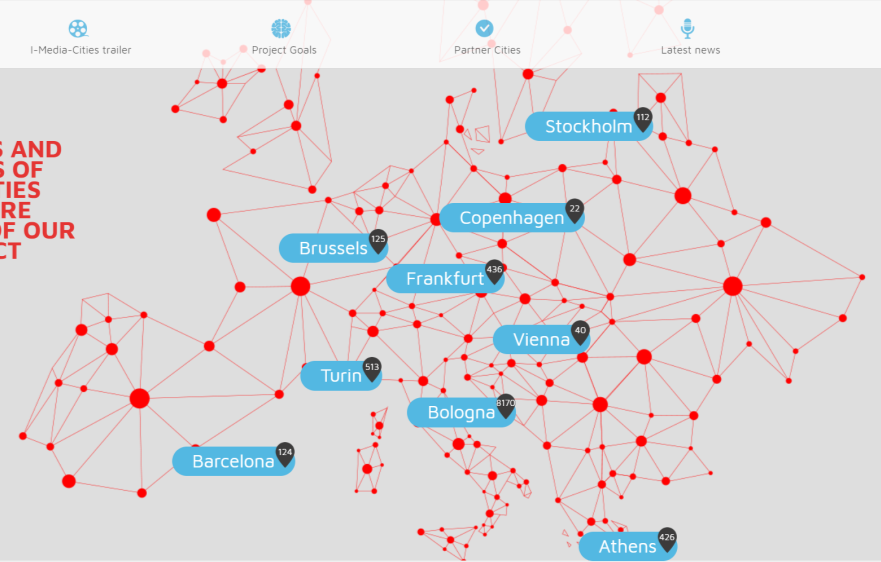 I-Media-Cities trailer
Project Goals
Partner Cities
Latest news
S AND
S OF
TIES
RE
OF OUR
CT
Stockholm 112
Copenhagen 22
Brussels 125
Frankfurt 436
Vienna 40
Turin 513
Bologna 8170
Barcelona 124
Athens 426